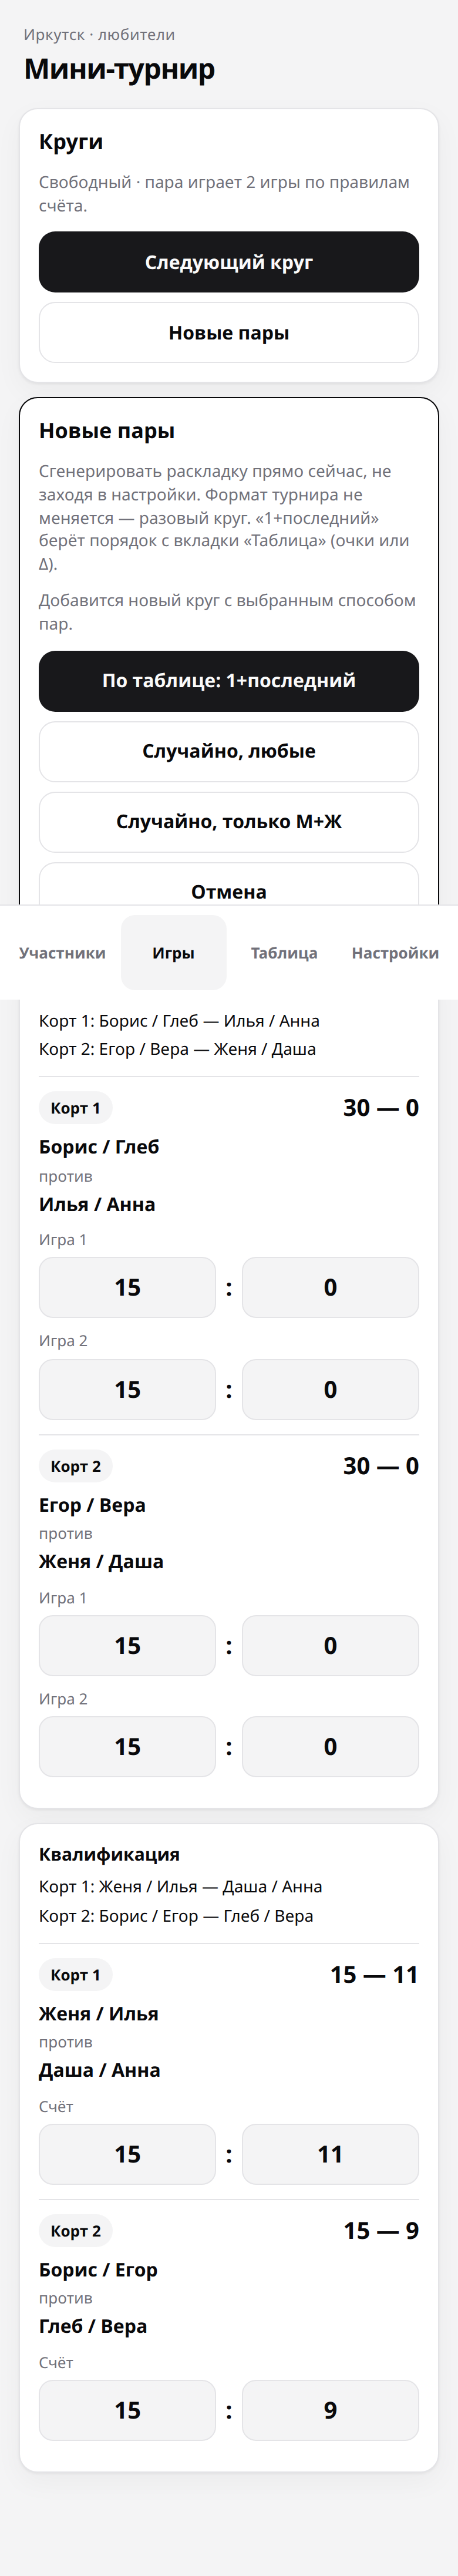 Иркутск · любители
Мини-турнир
Круги
Свободный · пара играет 2 игры по правилам
счёта.
Следующий круг
Новые пары
Новые пары
Сгенерировать раскладку прямо сейчас, не
заходя в настройки. Формат турнира не
меняется — разовый круг. «1+последний»
берёт порядок с вкладки «Таблица» (очки или
Δ).
Добавится новый круг с выбранным способом
пар.
По таблице: 1+последний
Случайно, любые
Случайно, только М+Ж
Отмена
Участники Игры Таблица Настройки
Корт 1: Борис / Глеб — Илья / Анна
Корт 2: Егор / Вера — Женя / Даша
Корт 1 30 — 0
Борис / Глеб
против
Илья / Анна
Игра 1
15 : 0
Игра 2
15 : 0
Корт 2 30 — 0
Егор / Вера
против
Женя / Даша
Игра 1
15 : 0
Игра 2
15 : 0
Квалификация
Корт 1: Женя / Илья — Даша / Анна
Корт 2: Борис / Егор — Глеб / Вера
Корт 1 15 — 11
Женя / Илья
против
Даша / Анна
Счёт
15 : 11
Корт 2 15 — 9
Борис / Егор
против
Глеб / Вера
Счёт
15 : 9